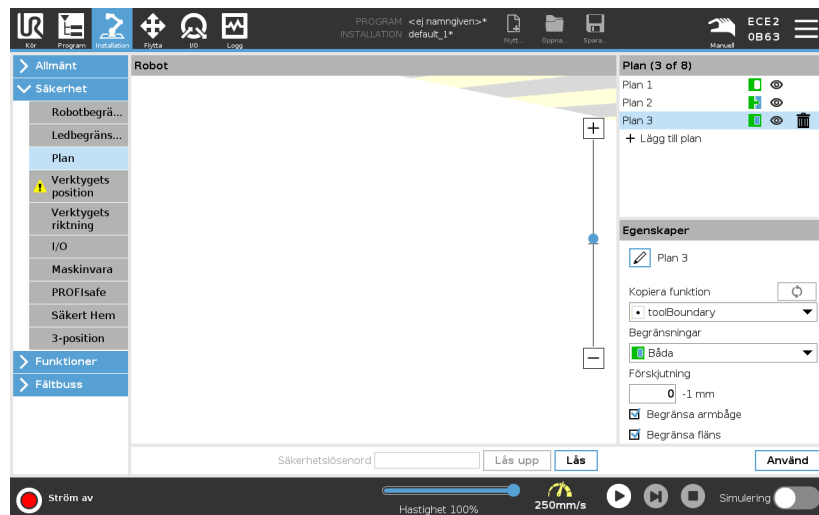 PROGRAM <ej namngiven>*
INSTALLATION default_1*
Kör Program Installation Flytta I/O Logg
Nytt... Öppna... Spara...
Manuel
ECE2
0B63
Allmänt
Säkerhet
Robotbegrä...
Ledbegräns...
Plan
Verktygets
position
Verktygets
riktning
I/O
Maskinvara
PROFIsafe
Säkert Hem
3-position
Funktioner
Fältbuss
Robot
Plan (3 of 8)
Plan 1
Plan 2
Plan 3
+ Lägg till plan
Egenskaper
Plan 3
Kopiera funktion
toolBoundary
Begränsningar
Båda
Förskjutning
0 -1 mm
Begränsa armbåge
Begränsa fläns
Säkerhetslösenord
Lås upp
Lås
Använd
Ström av
Hastighet 100%
250mm/s
Simulering